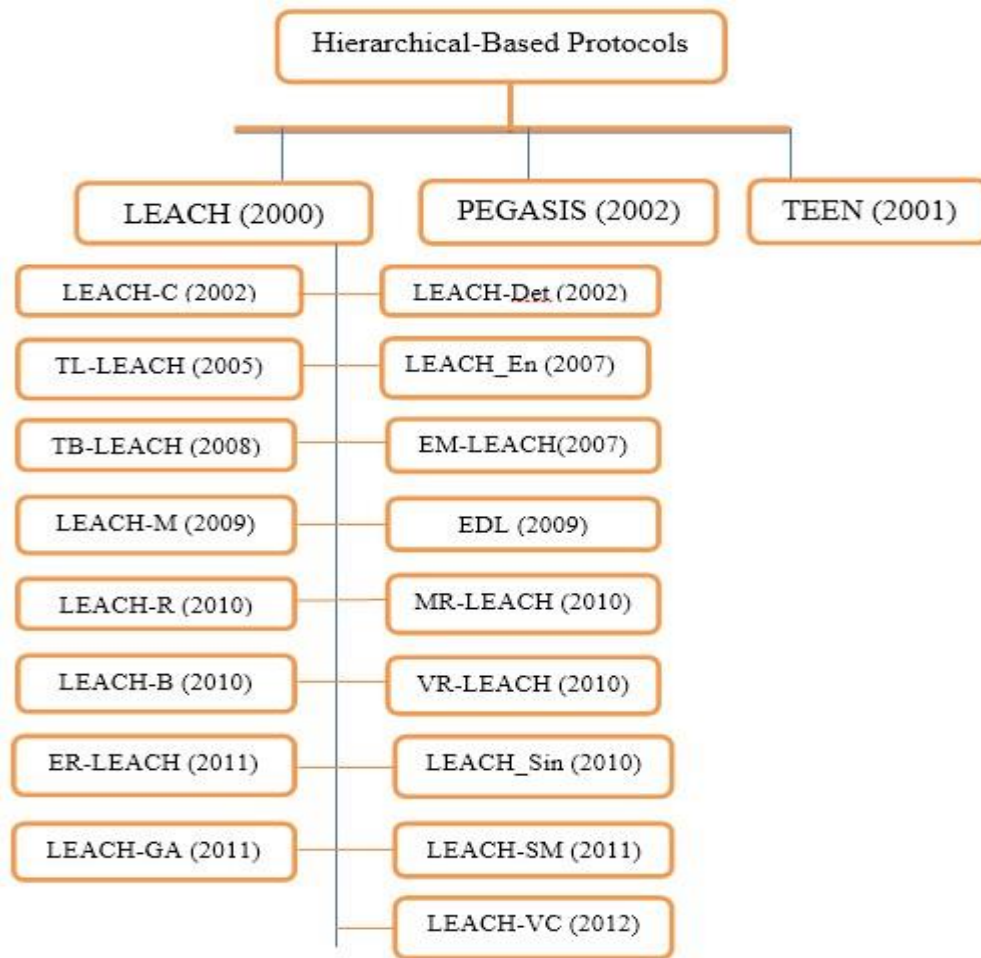 Hierarchical-Based Protocols
LEACH (2000)
PEGASIS (2002)
TEEN (2001)
LEACH-C (2002)
LEACH-Det (2002)
TL-LEACH (2005)
LEACH_En (2007)
TB-LEACH (2008)
EM-LEACH(2007)
LEACH-M (2009)
EDL (2009)
LEACH-R (2010)
MR-LEACH (2010)
LEACH-B (2010)
VR-LEACH (2010)
ER-LEACH (2011)
LEACH_Sin (2010)
LEACH-GA (2011)
LEACH-SM (2011)
LEACH-VC (2012)